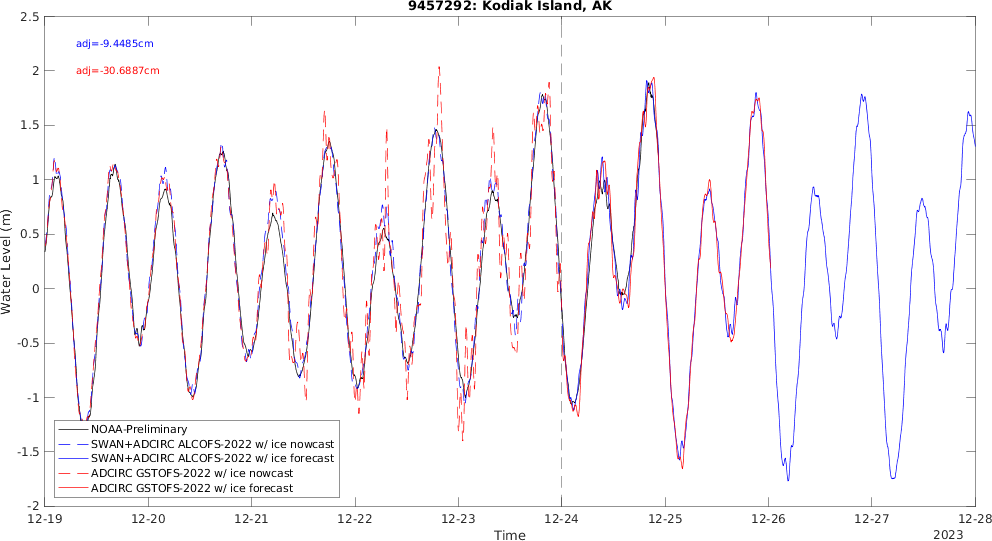 9457292: Kodiak Island, AK
2.5
adj=-9.4485cm
2
adj=-30.6887cm
1.5
1
0.5
0
-0.5
-1
-1.5
-2
Water Level (m)
NOAA-Preliminary
SWAN+ADCIRC ALCOFS-2022 w/ ice nowcast
SWAN+ADCIRC ALCOFS-2022 w/ ice forecast
ADCIRC GSTOFS-2022 w/ ice nowcast
ADCIRC GSTOFS-2022 w/ ice forecast
12-19 12-20 12-21 12-22 12-23 12-24 12-25 12-26 12-27 12-28
Time
2023